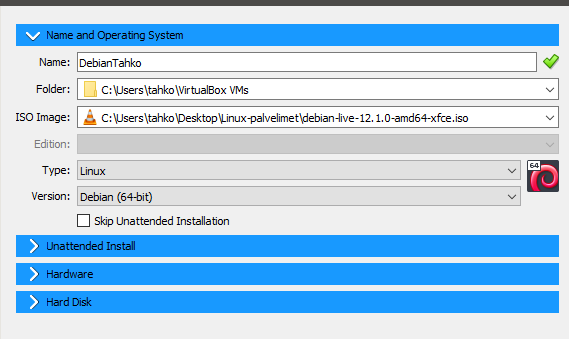 Name and Operating System
Name: DebianTahko
Folder: C:\Users\tahko\VirtualBox VMs
ISO Image: C:\Users\tahko\Desktop\Linux-palvelimet\debian-live-12.1.0-amd64-xfce.iso
Edition:
Type: Linux
64
Version: Debian (64-bit)
Skip Unattended Installation
Unattended Install
Hardware
Hard Disk